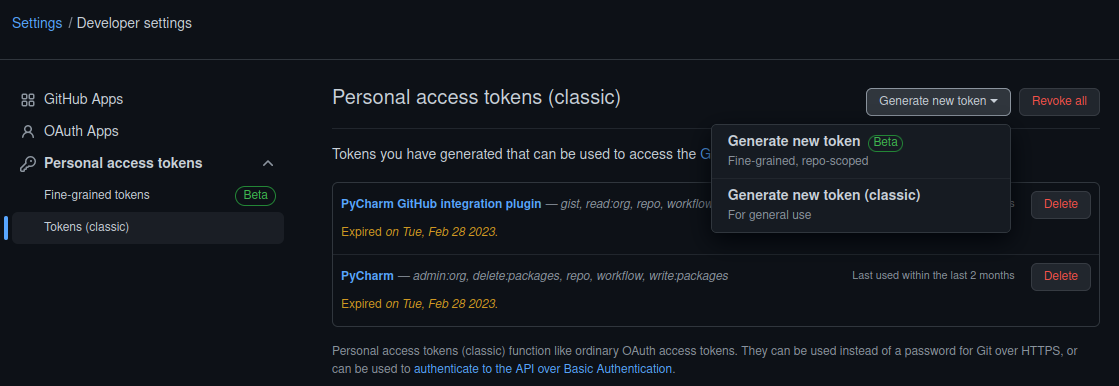 Settings / Developer settings
GitHub Apps
OAuth Apps
Personal access tokens
Fine-grained tokens Beta
Tokens (classic)
Personal access tokens (classic)
Generate new token
Revoke all
Generate new token Beta
Fine-grained, repo-scoped
Generate new token (classic)
For general use
Tokens you have generated that can be used to access the G
PyCharm GitHub integration plugin — gist, read:org, repo, workflow
s
Delete
Expired on Tue, Feb 28 2023.
PyCharm — admin:org, delete:packages, repo, workflow, write:packages
Last used within the last 2 months
Delete
Expired on Tue, Feb 28 2023.
Personal access tokens (classic) function like ordinary OAuth access tokens. They can be used instead of a password for Git over HTTPS, or
can be used to authenticate to the API over Basic Authentication.